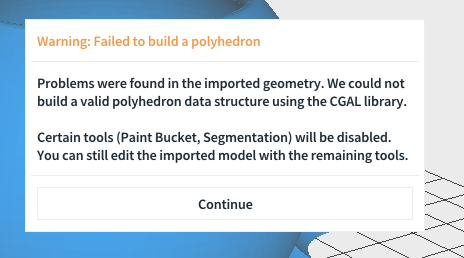 Warning: Failed to build a polyhedron
Problems were found in the imported geometry. We could not
build a valid polyhedron data structure using the CGAL library.
Certain tools (Paint Bucket, Segmentation) will be disabled.
You can still edit the imported model with the remaining tools.
Continue